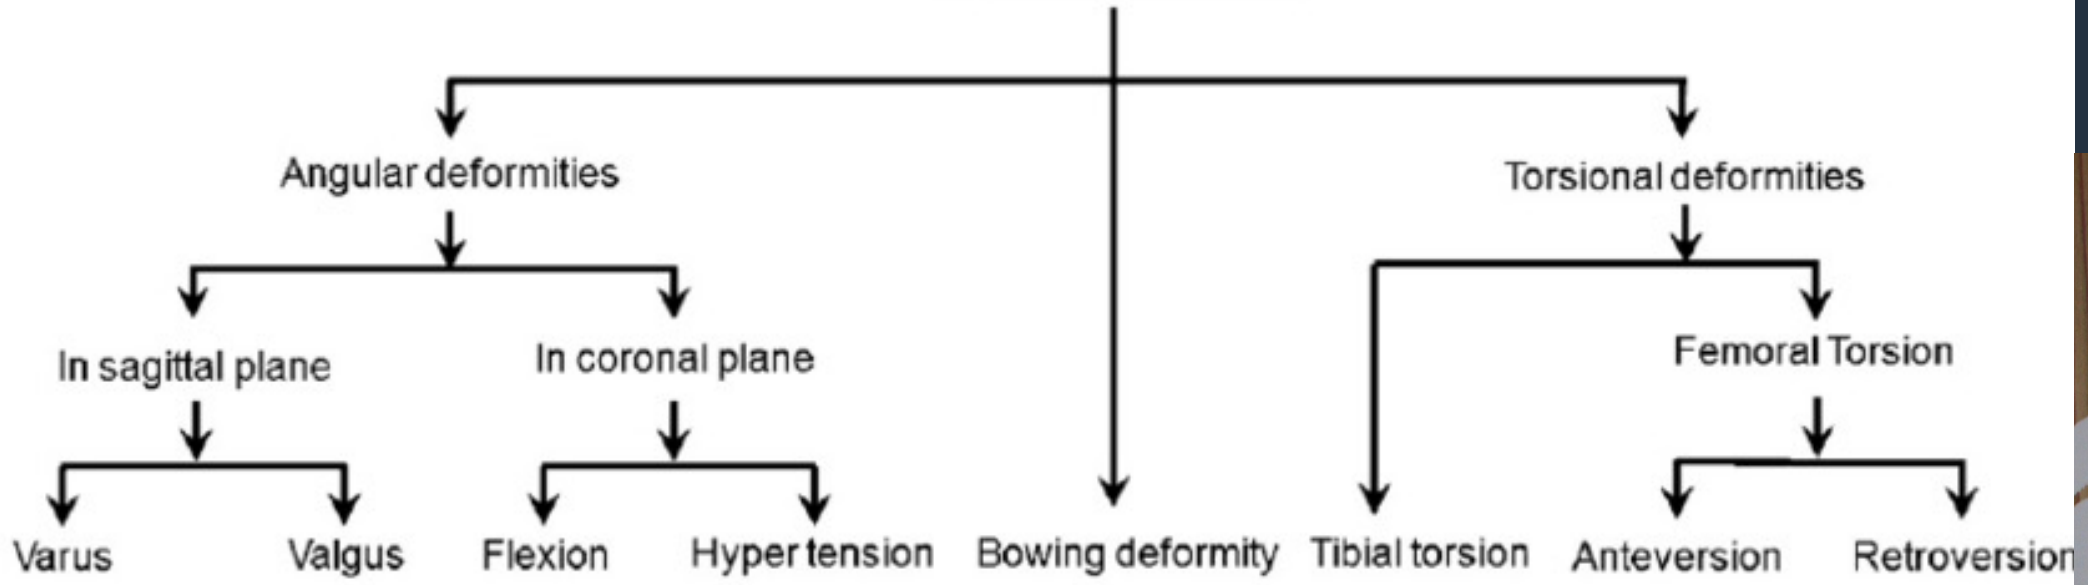 Angular deformities
Torsional deformities
In sagittal plane
In coronal plane
Femoral Torsion
Varus
Valgus
Flexion
Hyper tension
Bowing deformity
Tibial torsion
Anteversion
Retroversion